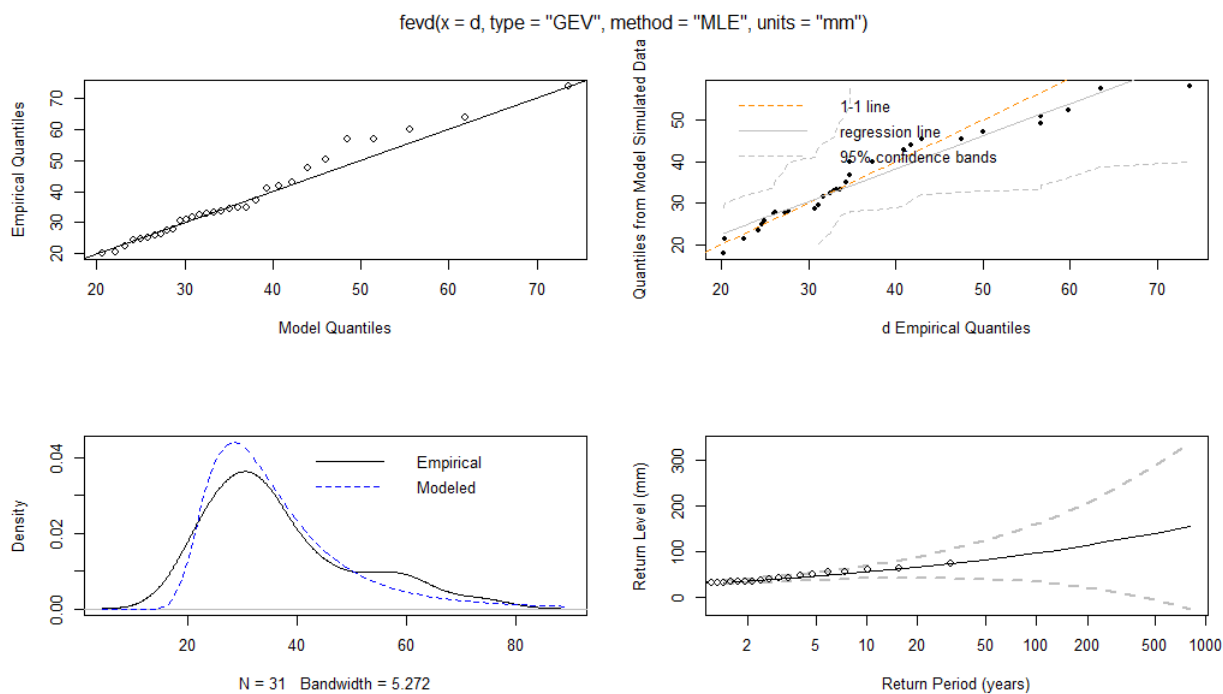 fevd(x = d, type = "GEV", method = "MLE", units = "mm")
Empirical Quantiles
70
60
50
40
30
20
20 30 40 50 60 70
Model Quantiles
Quantiles from Model Simulated Data
50
40
30
20
1-1 line
regression line
95% confidence bands
20 30 40 50 60 70
d Empirical Quantiles
Density
0.04
0.02
0.00
Empirical
Modeled
20 40 60 80
N = 31 Bandwidth = 5.272
Return Level (mm)
300
200
100
0
2 5 10 20 50 100 200 500 1000
Return Period (years)